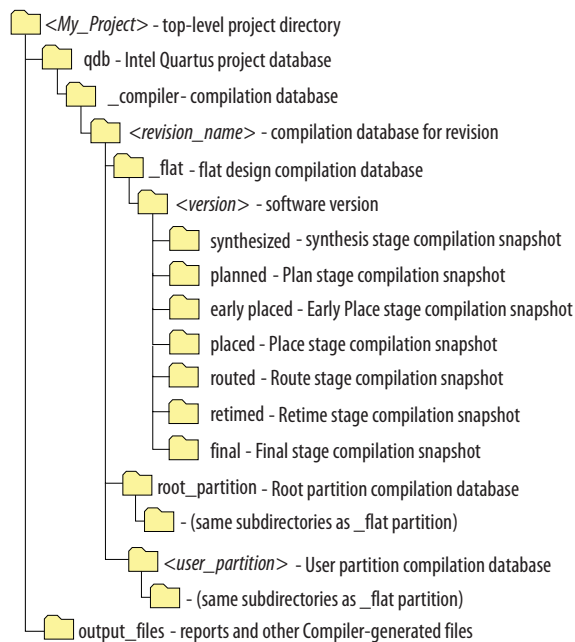 <My_Project> - top-level project directory
qdb - Intel Quartus project database
_compiler- compilation database
<revision_name> - compilation database for revision
_flat - flat design compilation database
<version> - software version
synthesized - synthesis stage compilation snapshot
planned - Plan stage compilation snapshot
early placed - Early Place stage compilation snapshot
placed - Place stage compilation snapshot
routed - Route stage compilation snapshot
retimed - Retime stage compilation snapshot
final - Final stage compilation snapshot
root_partition - Root partition compilation database
- (same subdirectories as _flat partition)
<user_partition> - User partition compilation database
- (same subdirectories as _flat partition)
output_files - reports and other Compiler-generated files